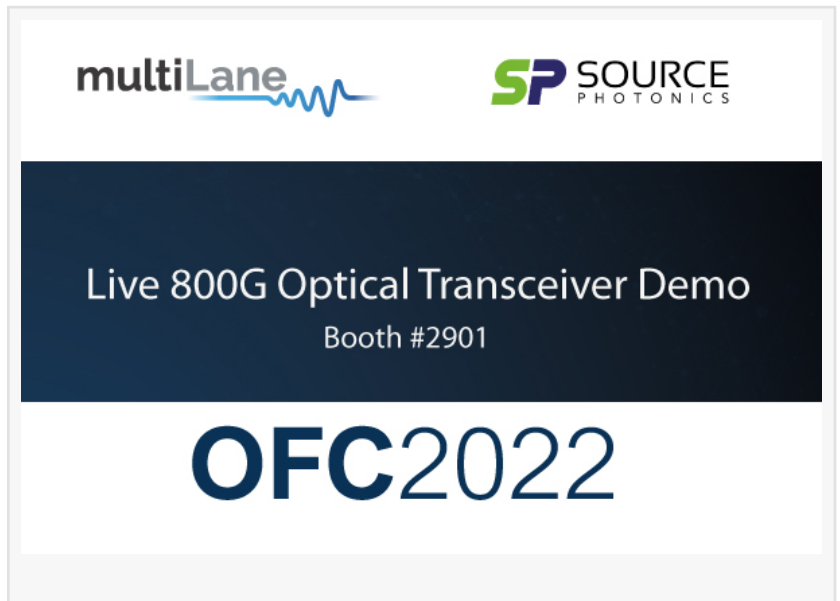 multiLane
SP SOURCE
PHOTONICS
Live 800G Optical Transceiver Demo
Booth #2901
OFC2022